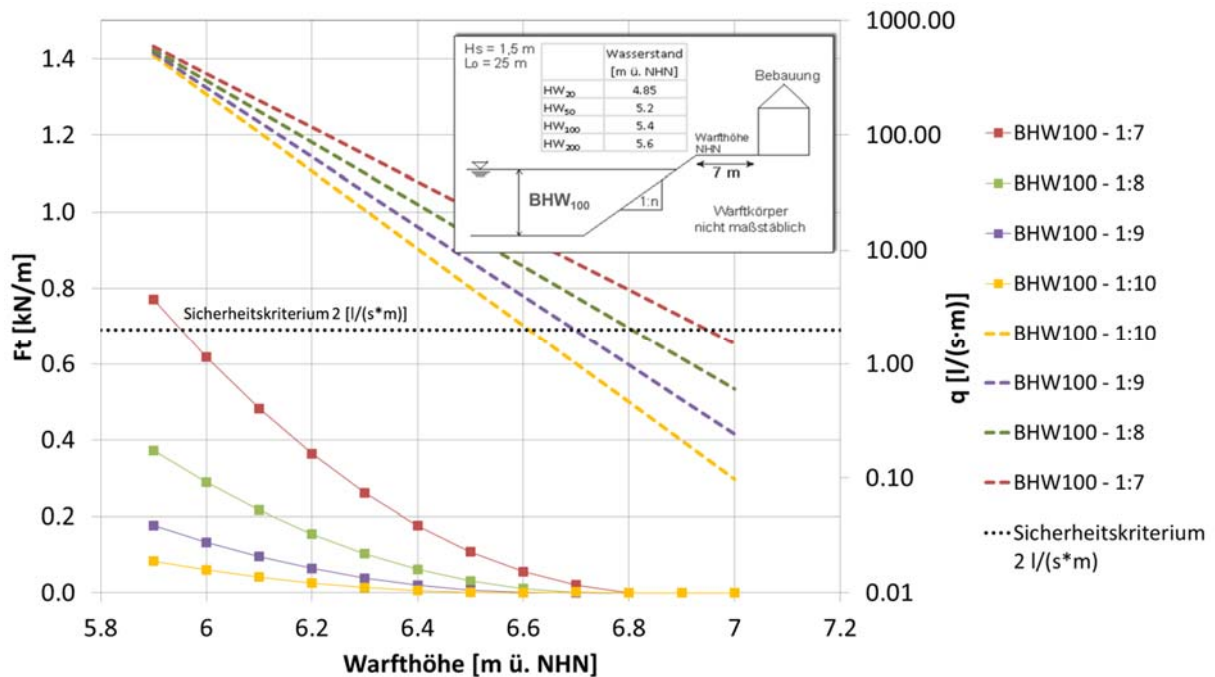 Ft [kN/m]
1.4
1.2
1.0
0.8
0.6
0.4
0.2
0.0
5.8
6
6.2
6.4
6.6
6.8
7
7.2
Warfthöhe [m ü. NHN]
1000.00
100.00
10.00
1.00
0.10
0.01
q [l/(s·m)]
Sicherheitskriterium 2 [l/(s*m)]
Hs = 1,5 m
Lo = 25 m
Wasserstand
[m ü. NHN]
HW20 4.85
HW50 5.2
HW100 5.4
HW200 5.6
Bebauung
Warfthöhe
NHN
7 m
BHW100
1:n
Warftkörper
nicht maßstäblich
BHW100 - 1:7
BHW100 - 1:8
BHW100 - 1:9
BHW100 - 1:10
BHW100 - 1:10
BHW100 - 1:9
BHW100 - 1:8
BHW100 - 1:7
Sicherheitskriterium
2 l/(s*m)